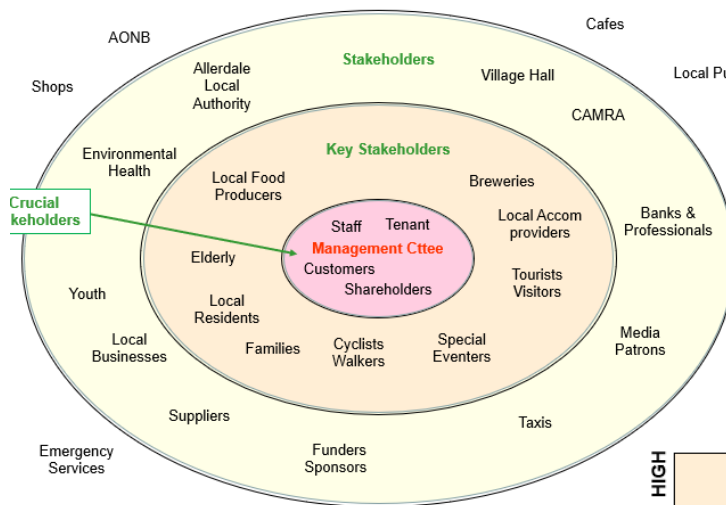 Cafes
AONB
Stakeholders
Allerdale
Local
Authority
Village Hall
Local Pu
Shops
CAMRA
Key Stakeholders
Environmental
Health
Local Food
Producers
Breweries
Crucial
keholders
Staff
Tenant
Local Accom
providers
Banks &
Professionals
Management Cttee
Elderly
Customers
Shareholders
Tourists
Visitors
Youth
Local
Residents
Local
Businesses
Families
Cyclists
Walkers
Special
Eventers
Media
Patrons
Suppliers
Taxis
Emergency
Services
Funders
Sponsors
HIGH